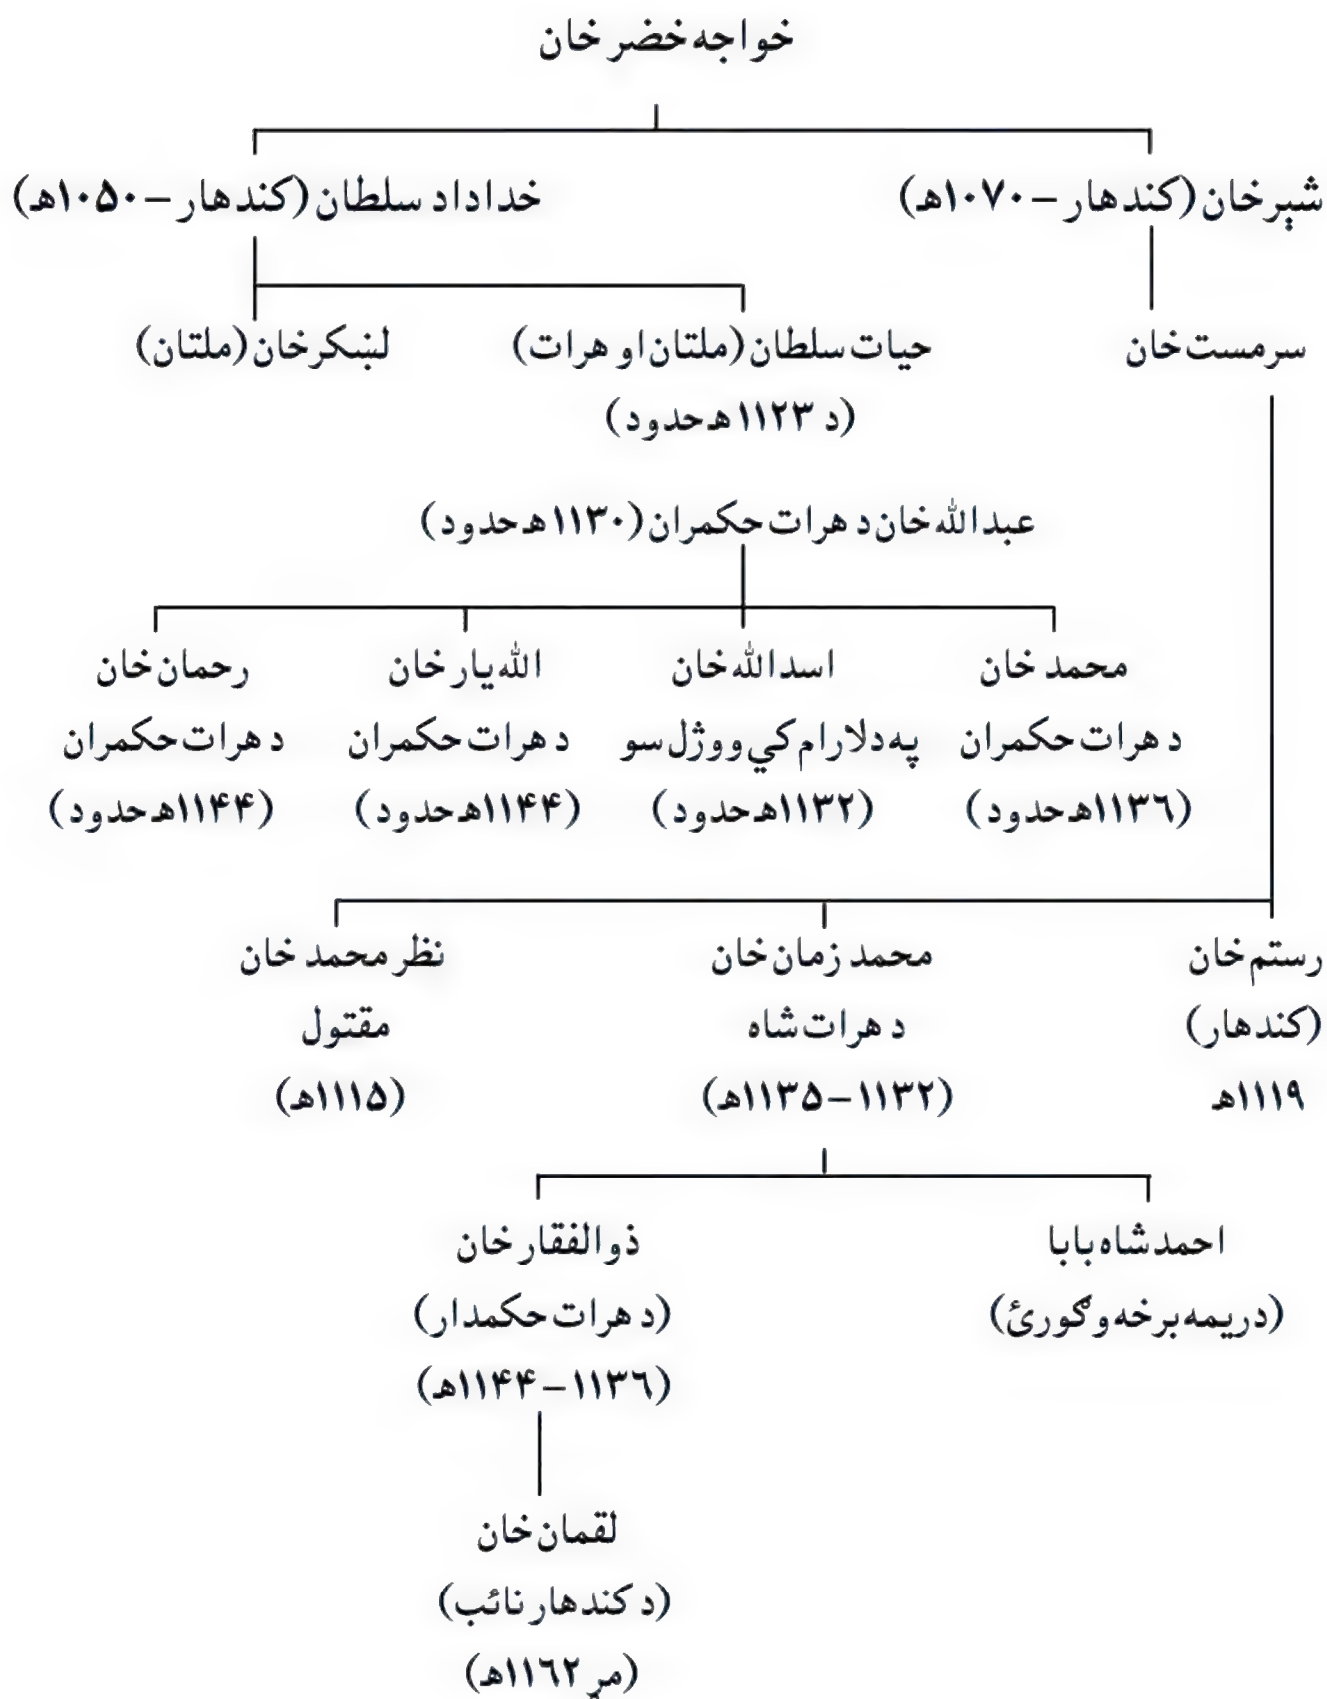 خواجه خضر خان
شېرخان (کندهار – ۱۰۷۰هـ) خداداد سلطان (کندهار – ۱۰۵۰هـ)
سرمست خان حیات سلطان (ملتان او هرات) لښکرخان (ملتان)
(د ۱۱۲۳هـ حدود)
عبدالله خان د هرات حکمران (۱۱۳۰هـ حدود)
محمد خان اسدالله خان الله یار خان رحمان خان
د هرات حکمران په دلارام کي ووژل سو د هرات حکمران د هرات حکمران
(۱۱۳٦هـ حدود) (۱۱۳۲هـ حدود) (۱۱۴۴هـ حدود) (۱۱۴۴هـ حدود)
رستم خان محمد زمان خان نظر محمد خان
(کندهار) د هرات شاه مقتول
۱۱۱۹هـ (۱۱۳۲–۱۱۳۵هـ) (۱۱۱۵هـ)
احمد شاه بابا ذوالفقار خان
(دریمه برخه وګورئ) (د هرات حکمدار)
(۱۱۳٦–۱۱۴۴هـ)
لقمان خان
(د کندهار نائب)
(مړ ۱۱٦۲هـ)